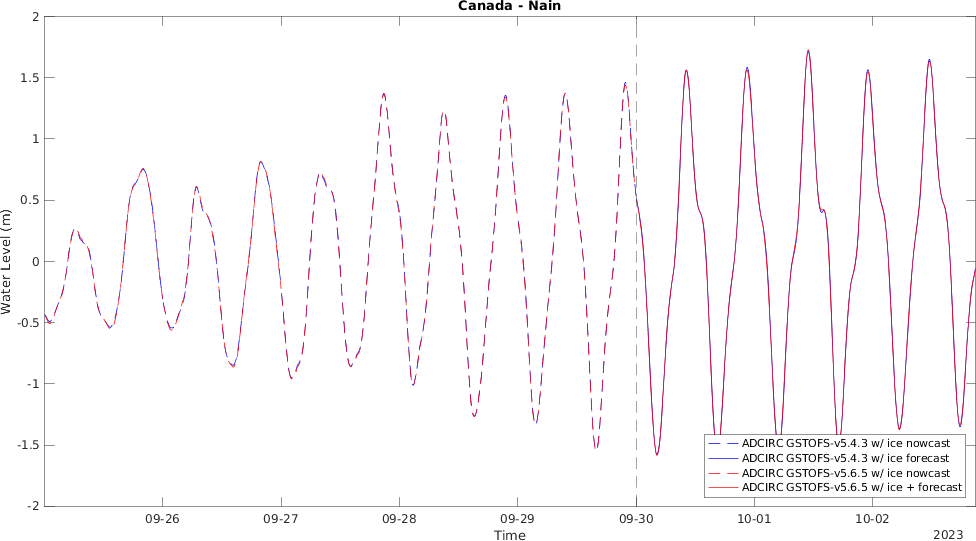 Canada - Nain
2
1.5
1
0.5
0
-0.5
-1
-1.5
-2
Water Level (m)
09-26 09-27 09-28 09-29 09-30 10-01 10-02
Time
2023
ADCIRC GSTOFS-v5.4.3 w/ ice nowcast
ADCIRC GSTOFS-v5.4.3 w/ ice forecast
ADCIRC GSTOFS-v5.6.5 w/ ice nowcast
ADCIRC GSTOFS-v5.6.5 w/ ice + forecast